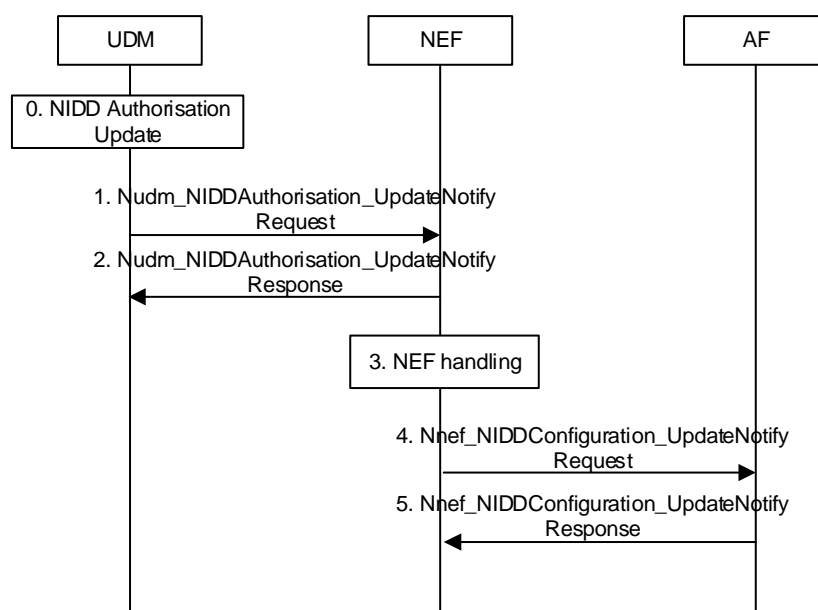 UDM
NEF
AF
0. NIDD Authorisation
Update
1. Nudm_NIDDAuthorisation_UpdateNotify
Request
2. Nudm_NIDDAuthorisation_UpdateNotify
Response
3. NEF handling
4. Nnef_NIDDConfiguration_UpdateNotify
Request
5. Nnef_NIDDConfiguration_UpdateNotify
Response